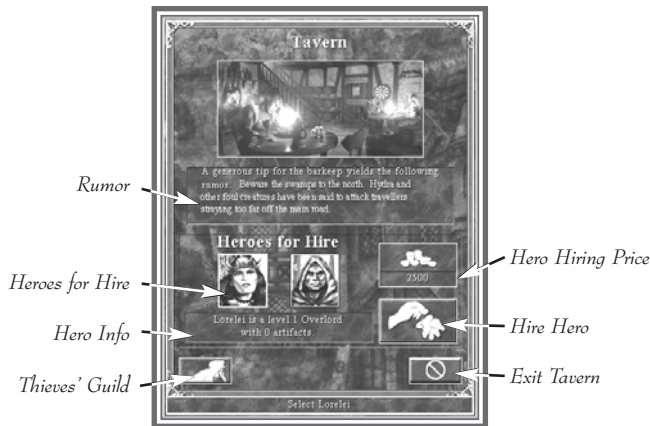 Tavern
A generous tip for the barkeep yields the following
rumor: Beware the swamps to the north. Hydra and
other foul creatures have been said to attack travellers
straying too far off the main road.
Rumor
Heroes for Hire
2500
Hero Hiring Price
Heroes for Hire
Lorelei is a level 1 Overlord
with 0 artifacts
Hero Info
Hire Hero
Thieves' Guild
Exit Tavern
Select Lorelei